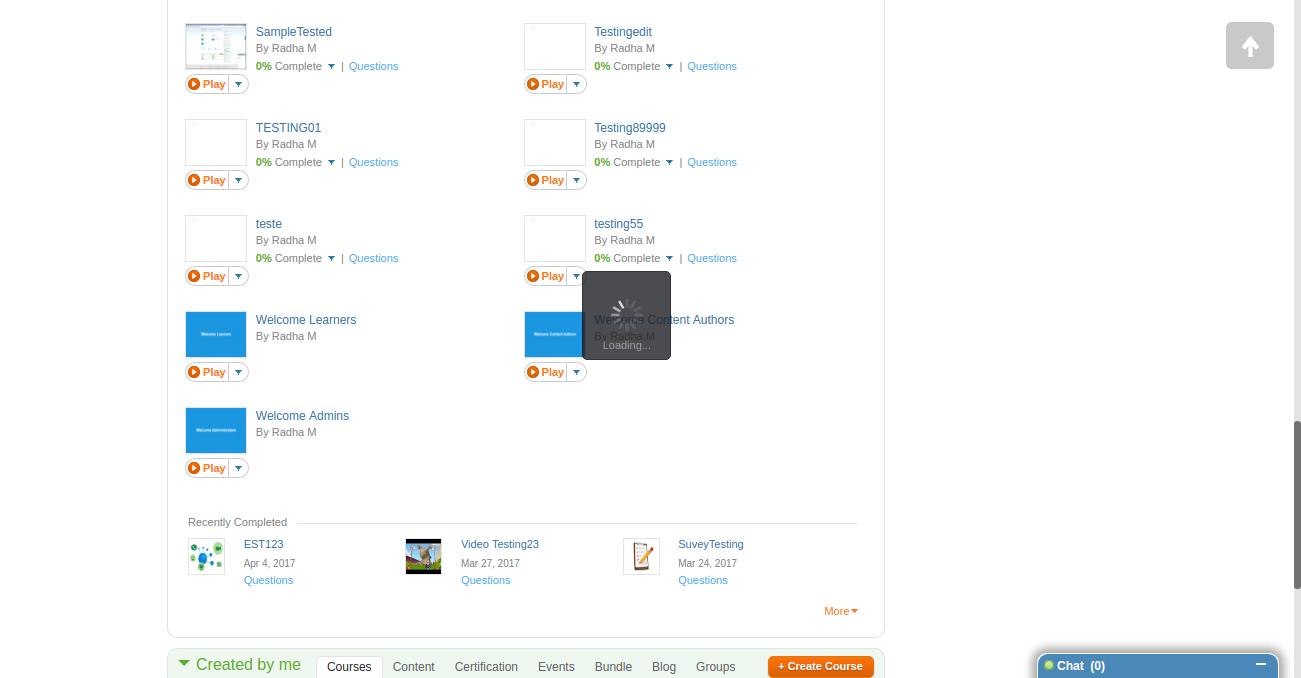 SampleTested
By Radha M
0% Complete | Questions
Play
Testingedit
By Radha M
0% Complete | Questions
Play
TESTING01
By Radha M
0% Complete | Questions
Play
Testing89999
By Radha M
0% Complete | Questions
Play
teste
By Radha M
0% Complete | Questions
Play
testing55
By Radha M
0% Complete | Questions
Play
Welcome Learners
Welcome Learners
By Radha M
Play
Welcome Content Authors
Welcome Content Authors
By Radha M
Loading...
Play
Welcome Administrators
Welcome Admins
By Radha M
Play
Recently Completed
EST123
Apr 4, 2017
Questions
Video Testing23
Mar 27, 2017
Questions
SuveyTesting
Mar 24, 2017
Questions
More
Created by me
Courses Content Certification Events Bundle Blog Groups
+ Create Course
Chat (0)